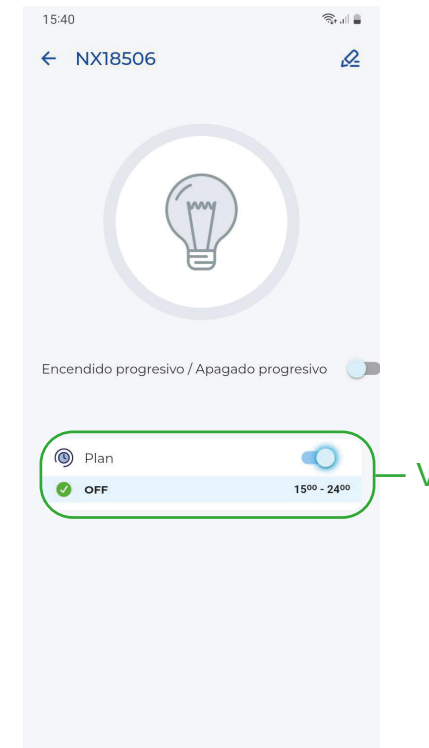 15:40
NX18506
Encendido progresivo / Apagado progresivo
Plan
OFF 15⁰⁰ - 24⁰⁰
V